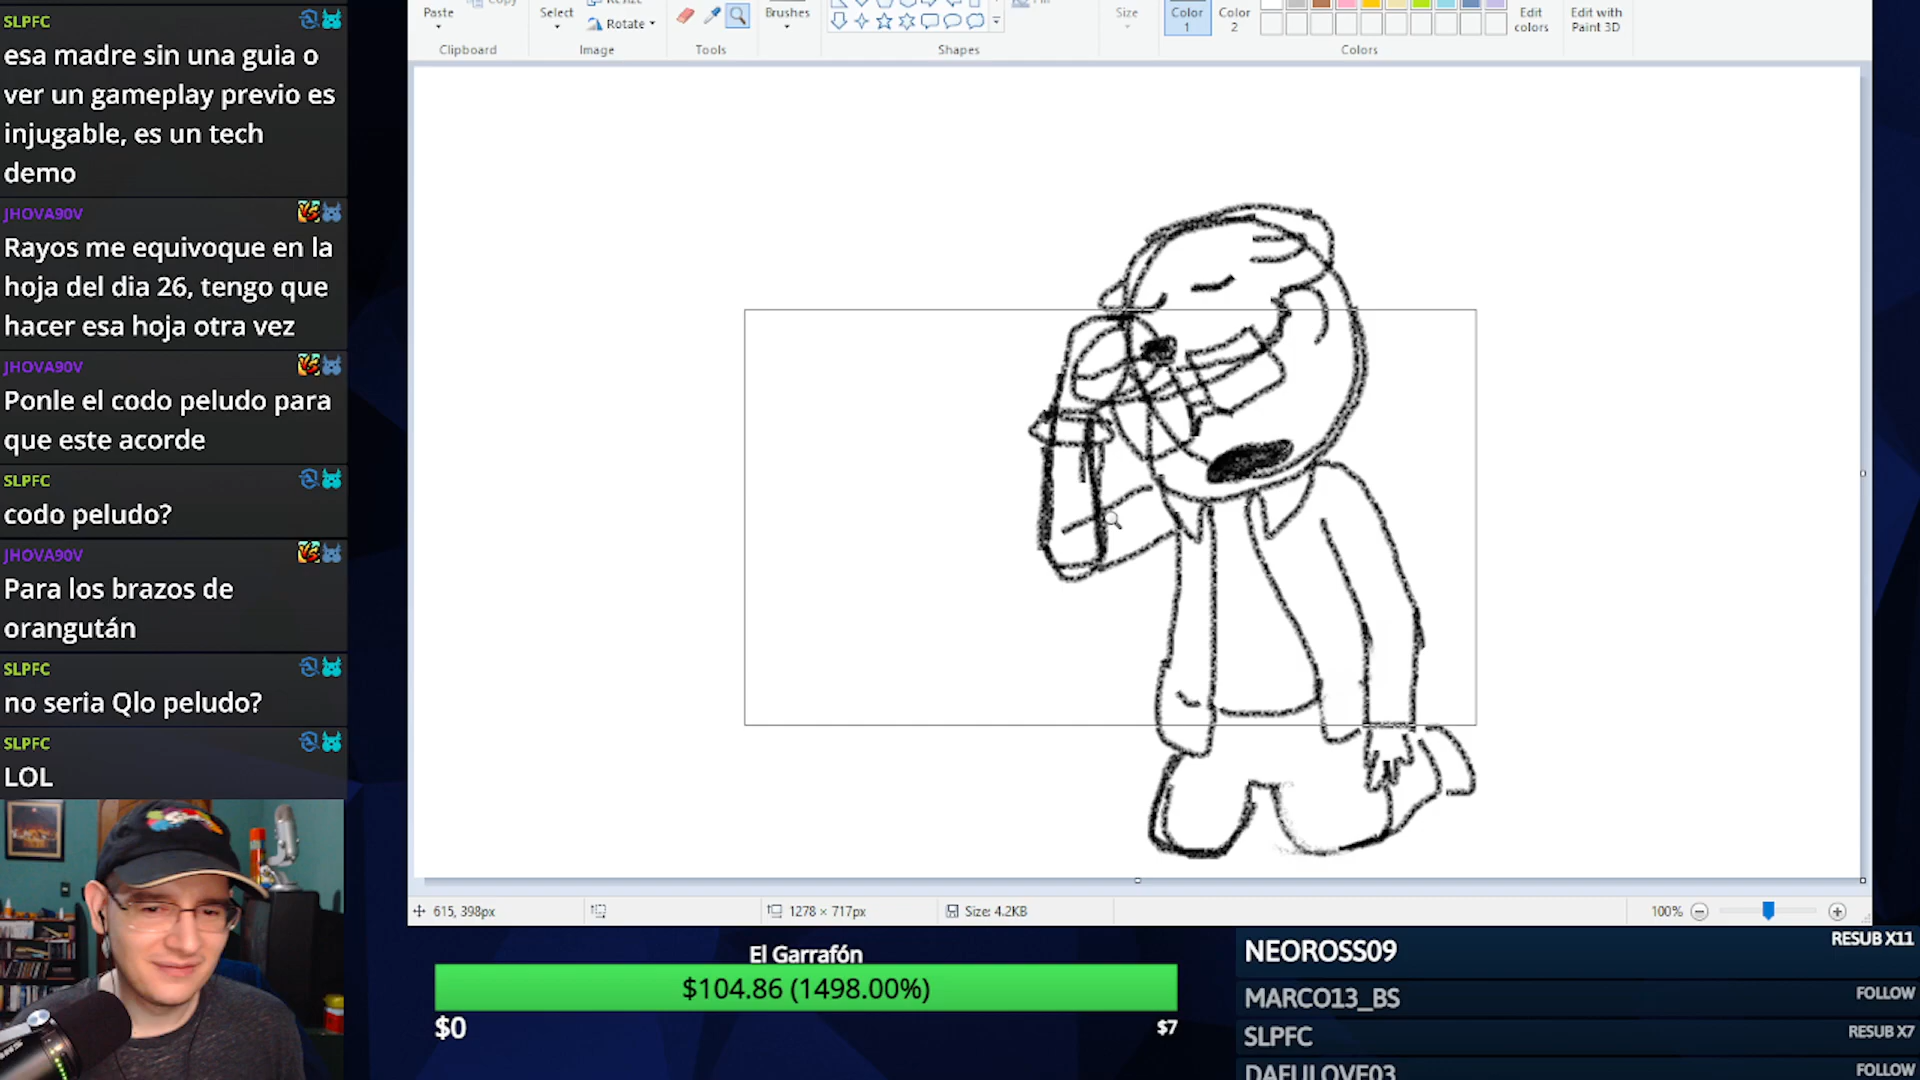 SLPFC
esa madre sin una guia o
ver un gameplay previo es
injugable, es un tech
demo
JHOVA90V
Rayos me equivoque en la
hoja del dia 26, tengo que
hacer esa hoja otra vez
JHOVA90V
Ponle el codo peludo para
que este acorde
SLPFC
codo peludo?
JHOVA90V
Para los brazos de
orangután
SLPFC
no seria Qlo peludo?
SLPFC
LOL
Paste
Copy
Clipboard
Select
Resize
Rotate
Image
Tools
Brushes
Fill
Shapes
Size
Color
1
Color
2
Edit
colors
Colors
Edit with
Paint 3D
615, 398px
1278 × 717px
Size: 4.2KB
100%
El Garrafón
$104.86 (1498.00%)
$0
$7
NEOROSS09
RESUB X11
MARCO13_BS
FOLLOW
SLPFC
RESUB X7
DAFULOVE03
FOLLOW